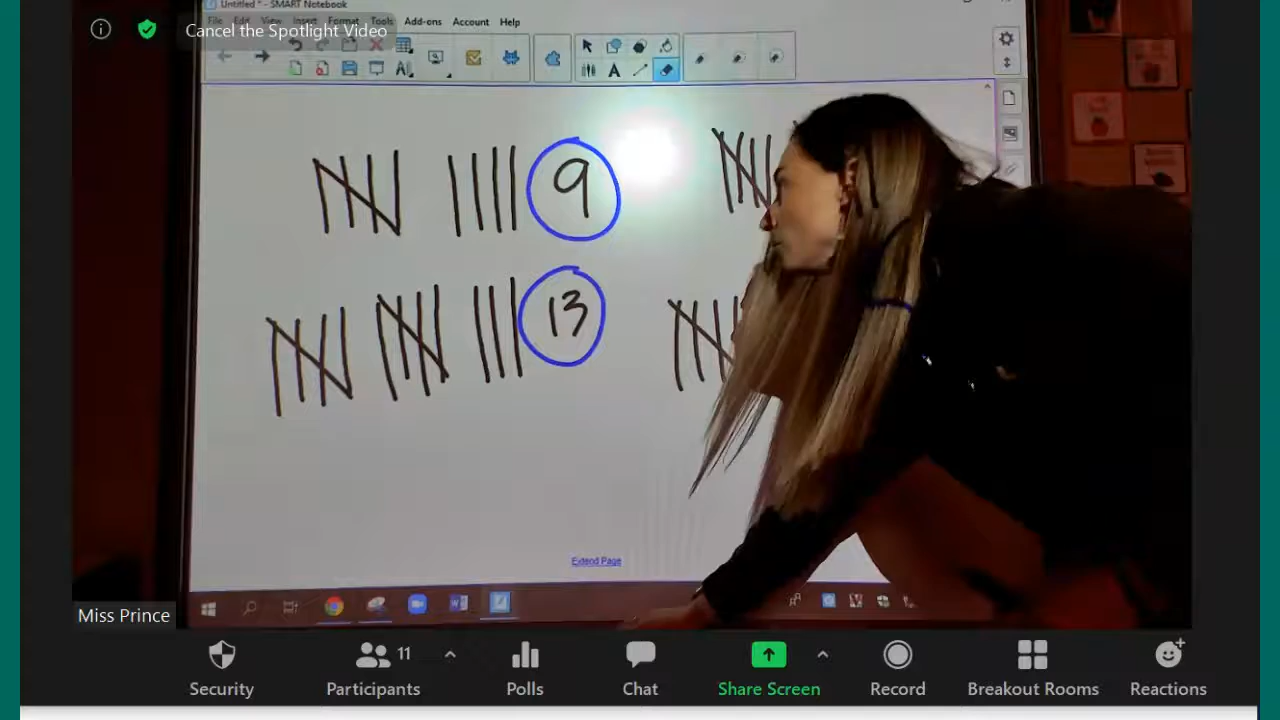 Untitled * - SMART Notebook
File Edit View Insert Format Tools Add-ons Account Help
Cancel the Spotlight Video
9
13
Extend Page
Miss Prince
11
Security Participants Polls Chat Share Screen Record Breakout Rooms Reactions